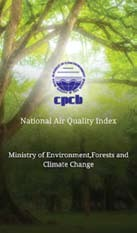 cpcb
National Air Quality Index
Ministry of Environment,Forests and
Climate Change